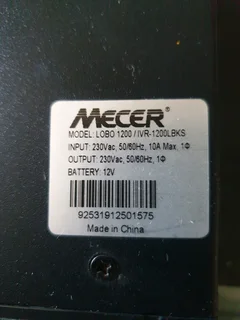 MECER
MODEL: LOBO 1200 / IVR-1200LBKS
INPUT: 230Vac, 50/60Hz, 10A Max, 1Φ
OUTPUT: 230Vac, 50/60Hz, 1Φ
BATTERY: 12V
92531912501575
Made in China